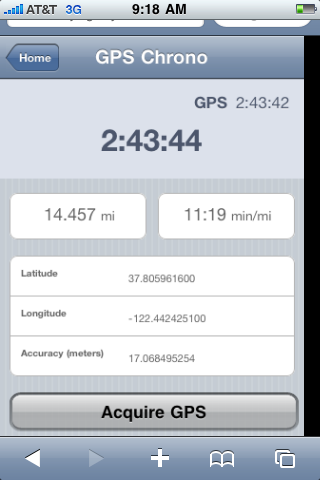 AT&T 3G 9:18 AM
Home GPS Chrono
GPS 2:43:42
2:43:44
14.457 mi 11:19 min/mi
Latitude 37.805961600
Longitude -122.442425100
Accuracy (meters) 17.068495254
Acquire GPS